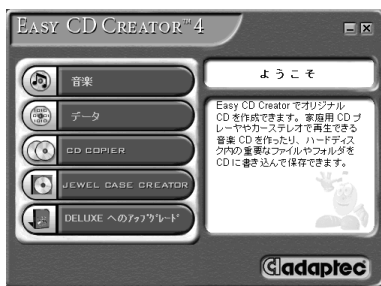 EASY CD CREATOR™ 4
音楽
データ
CD COPIER
JEWEL CASE CREATOR
DELUXE へのｱｯﾌﾟｸﾞﾚｰﾄﾞ
ようこそ
Easy CD Creator でオリジナル
CD を作成できます。家庭用 CD プ
レーヤやカーステレオで再生できる
音楽 CD を作ったり、ハードディス
ク内の重要なファイルやフォルダを
CD に書き込んで保存できます。
adaptec